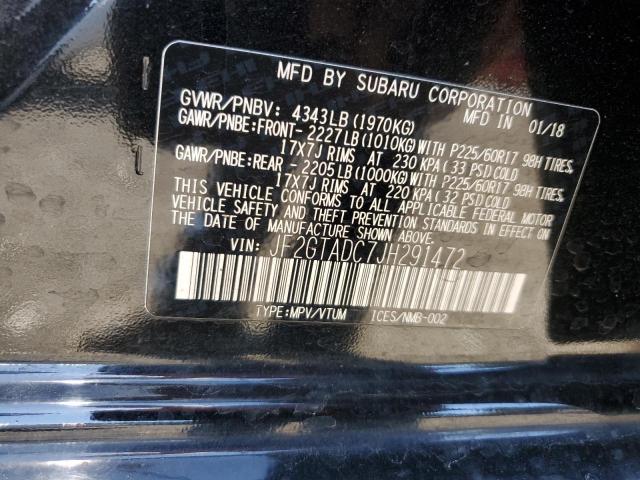 MFD BY SUBARU CORPORATION
GVWR/PNBV: 4343LB (1970KG) MFD IN 01/18
GAWR/PNBE:FRONT- 2227LB (1010KG) WITH P225/60R17 98H TIRES,
17X7J RIMS AT 230 KPA ( 33 PSI) COLD
GAWR/PNBE:REAR - 2205LB (1000KG) WITH P225/60R17 98H TIRES,
17X7J RIMS AT 220 KPA ( 32 PSI) COLD
THIS VEHICLE CONFORMS TO ALL APPLICABLE FEDERAL MOTOR
VEHICLE SAFETY AND THEFT PREVENTION STANDARDS IN EFFECT ON
THE DATE OF MANUFACTURE SHOWN ABOVE.
VIN: JF2GTADC7JH291472
TYPE:MPV/VTUM ICES/NMB-002